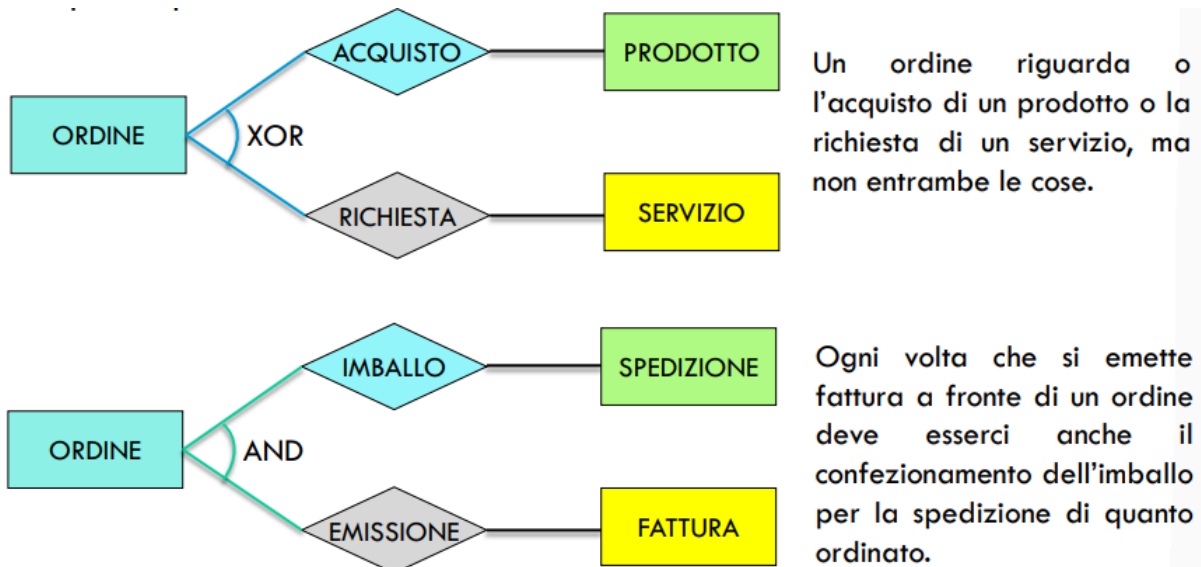 ACQUISTO
PRODOTTO
ORDINE
XOR
RICHIESTA
SERVIZIO
Un ordine riguarda o
l'acquisto di un prodotto o la
richiesta di un servizio, ma
non entrambe le cose.
IMBALLO
SPEDIZIONE
ORDINE
AND
EMISSIONE
FATTURA
Ogni volta che si emette
fattura a fronte di un ordine
deve esserci anche il
confezionamento dell'imballo
per la spedizione di quanto
ordinato.